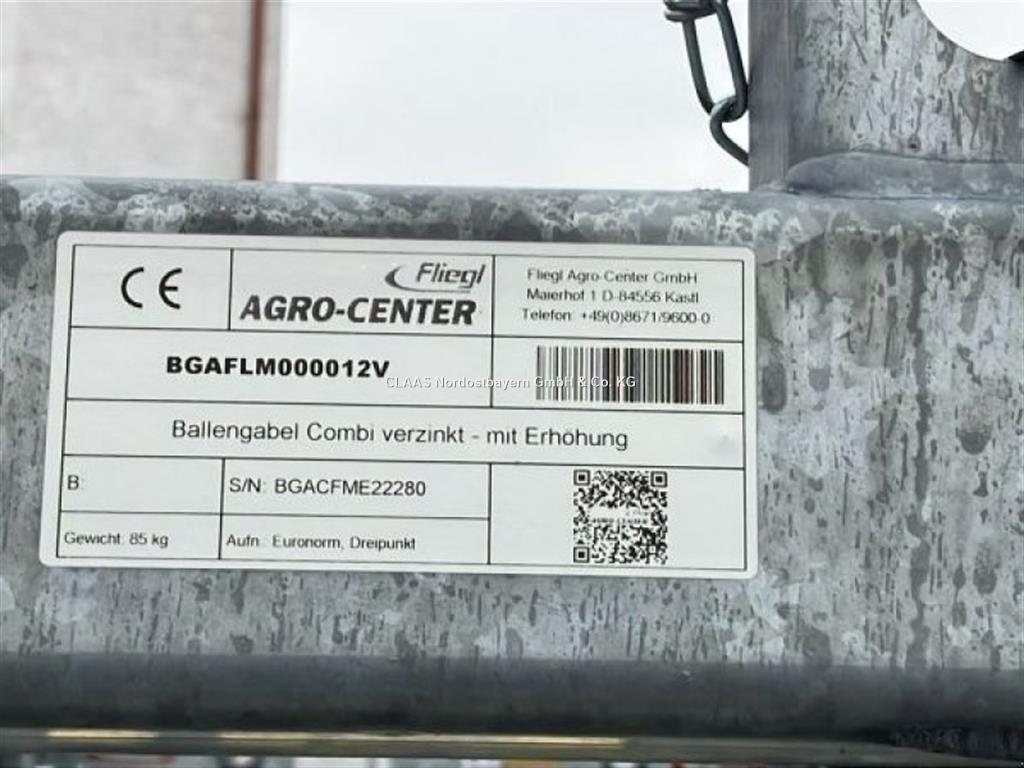 CE
Fliegl
AGRO-CENTER
Fliegl Agro-Center GmbH
Maierhof 1 D-84556 Kastl
Telefon: +49(0)8671/9600-0
BGAFLM000012V
CLAAS Nordostbayern GmbH & Co. KG
Ballengabel Combi verzinkt - mit Erhöhung
B:
S/N: BGACFME22280
Gewicht: 85 kg
Aufn.: Euronorm, Dreipunkt